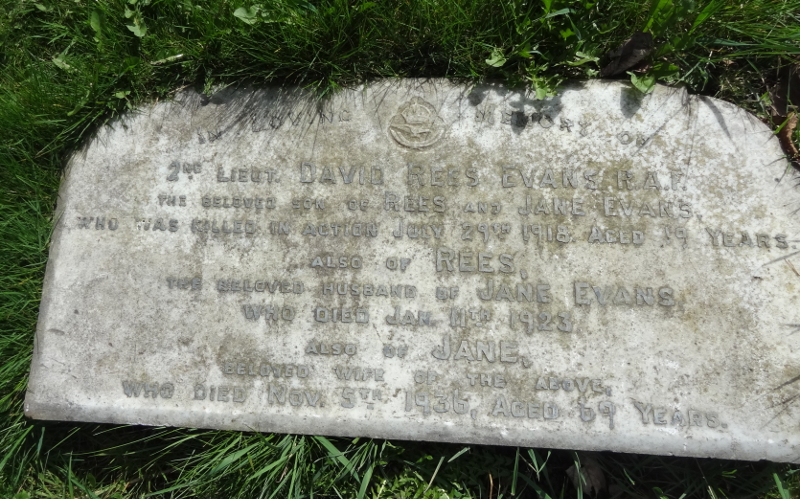 IN LOVING MEMORY OF
2ND LIEUT. DAVID REES EVANS R.A.F.
THE BELOVED SON OF REES AND JANE EVANS,
WHO WAS KILLED IN ACTION JULY 29TH 1918. AGED 19 YEARS.
ALSO OF REES,
THE BELOVED HUSBAND OF JANE EVANS
WHO DIED JAN. 11TH 1923
ALSO OF JANE,
BELOVED WIFE OF THE ABOVE,
WHO DIED NOV. 5TH 1936, AGED YEARS.